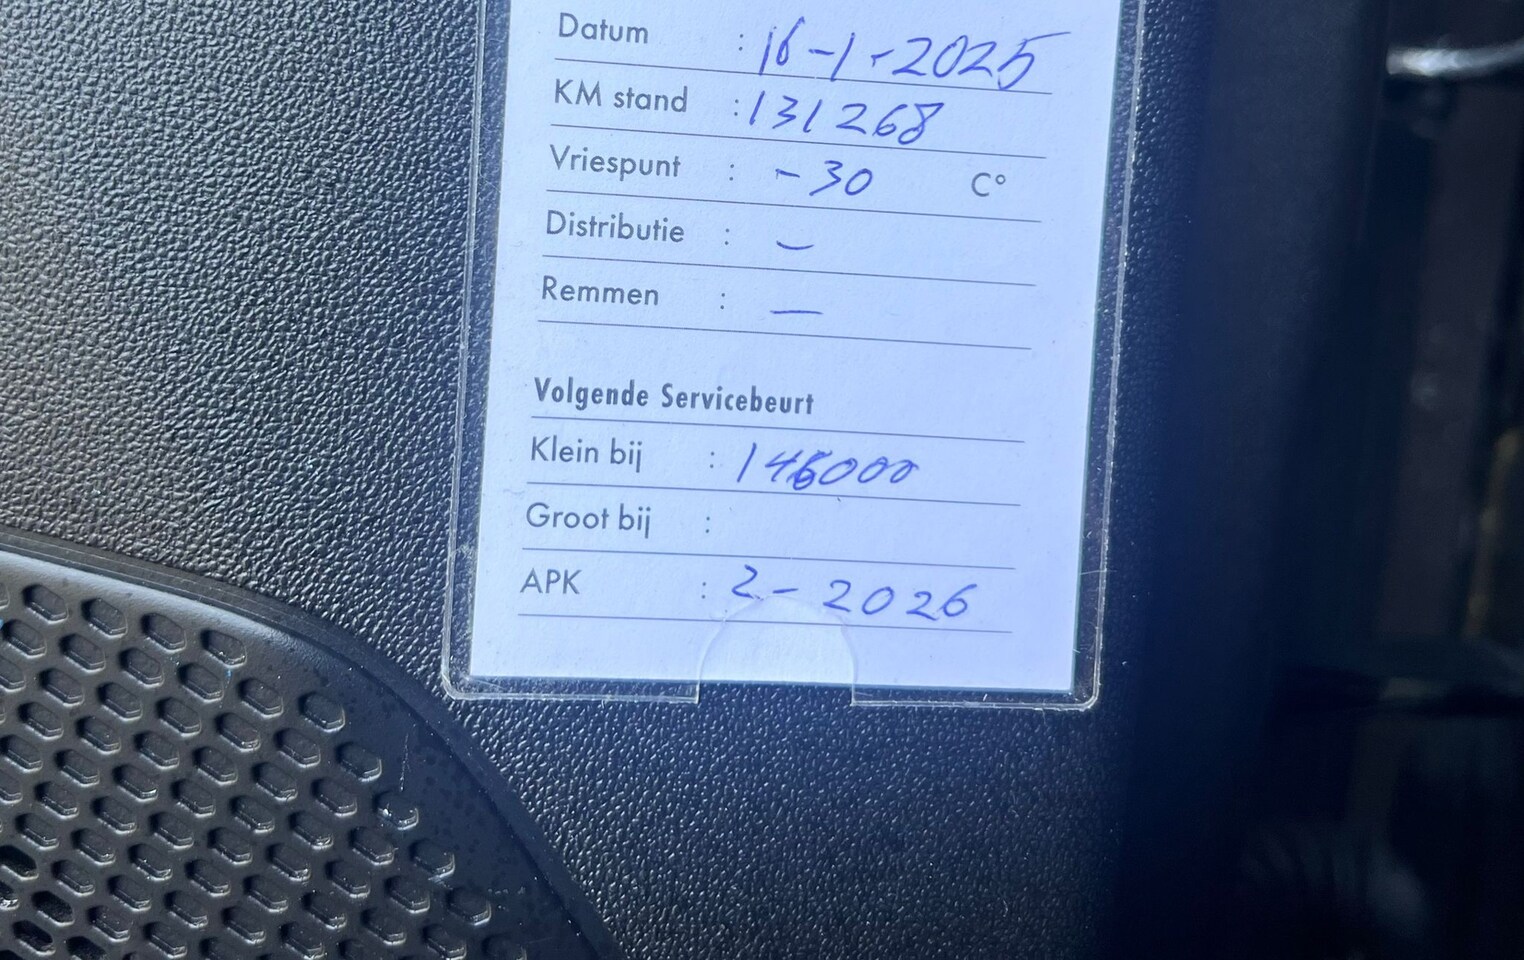 Datum : 16-1-2025
KM stand : 131268
Vriespunt : -30 C°
Distributie : —
Remmen : —
Volgende Servicebeurt
Klein bij : 146000
Groot bij :
APK : 2-2026